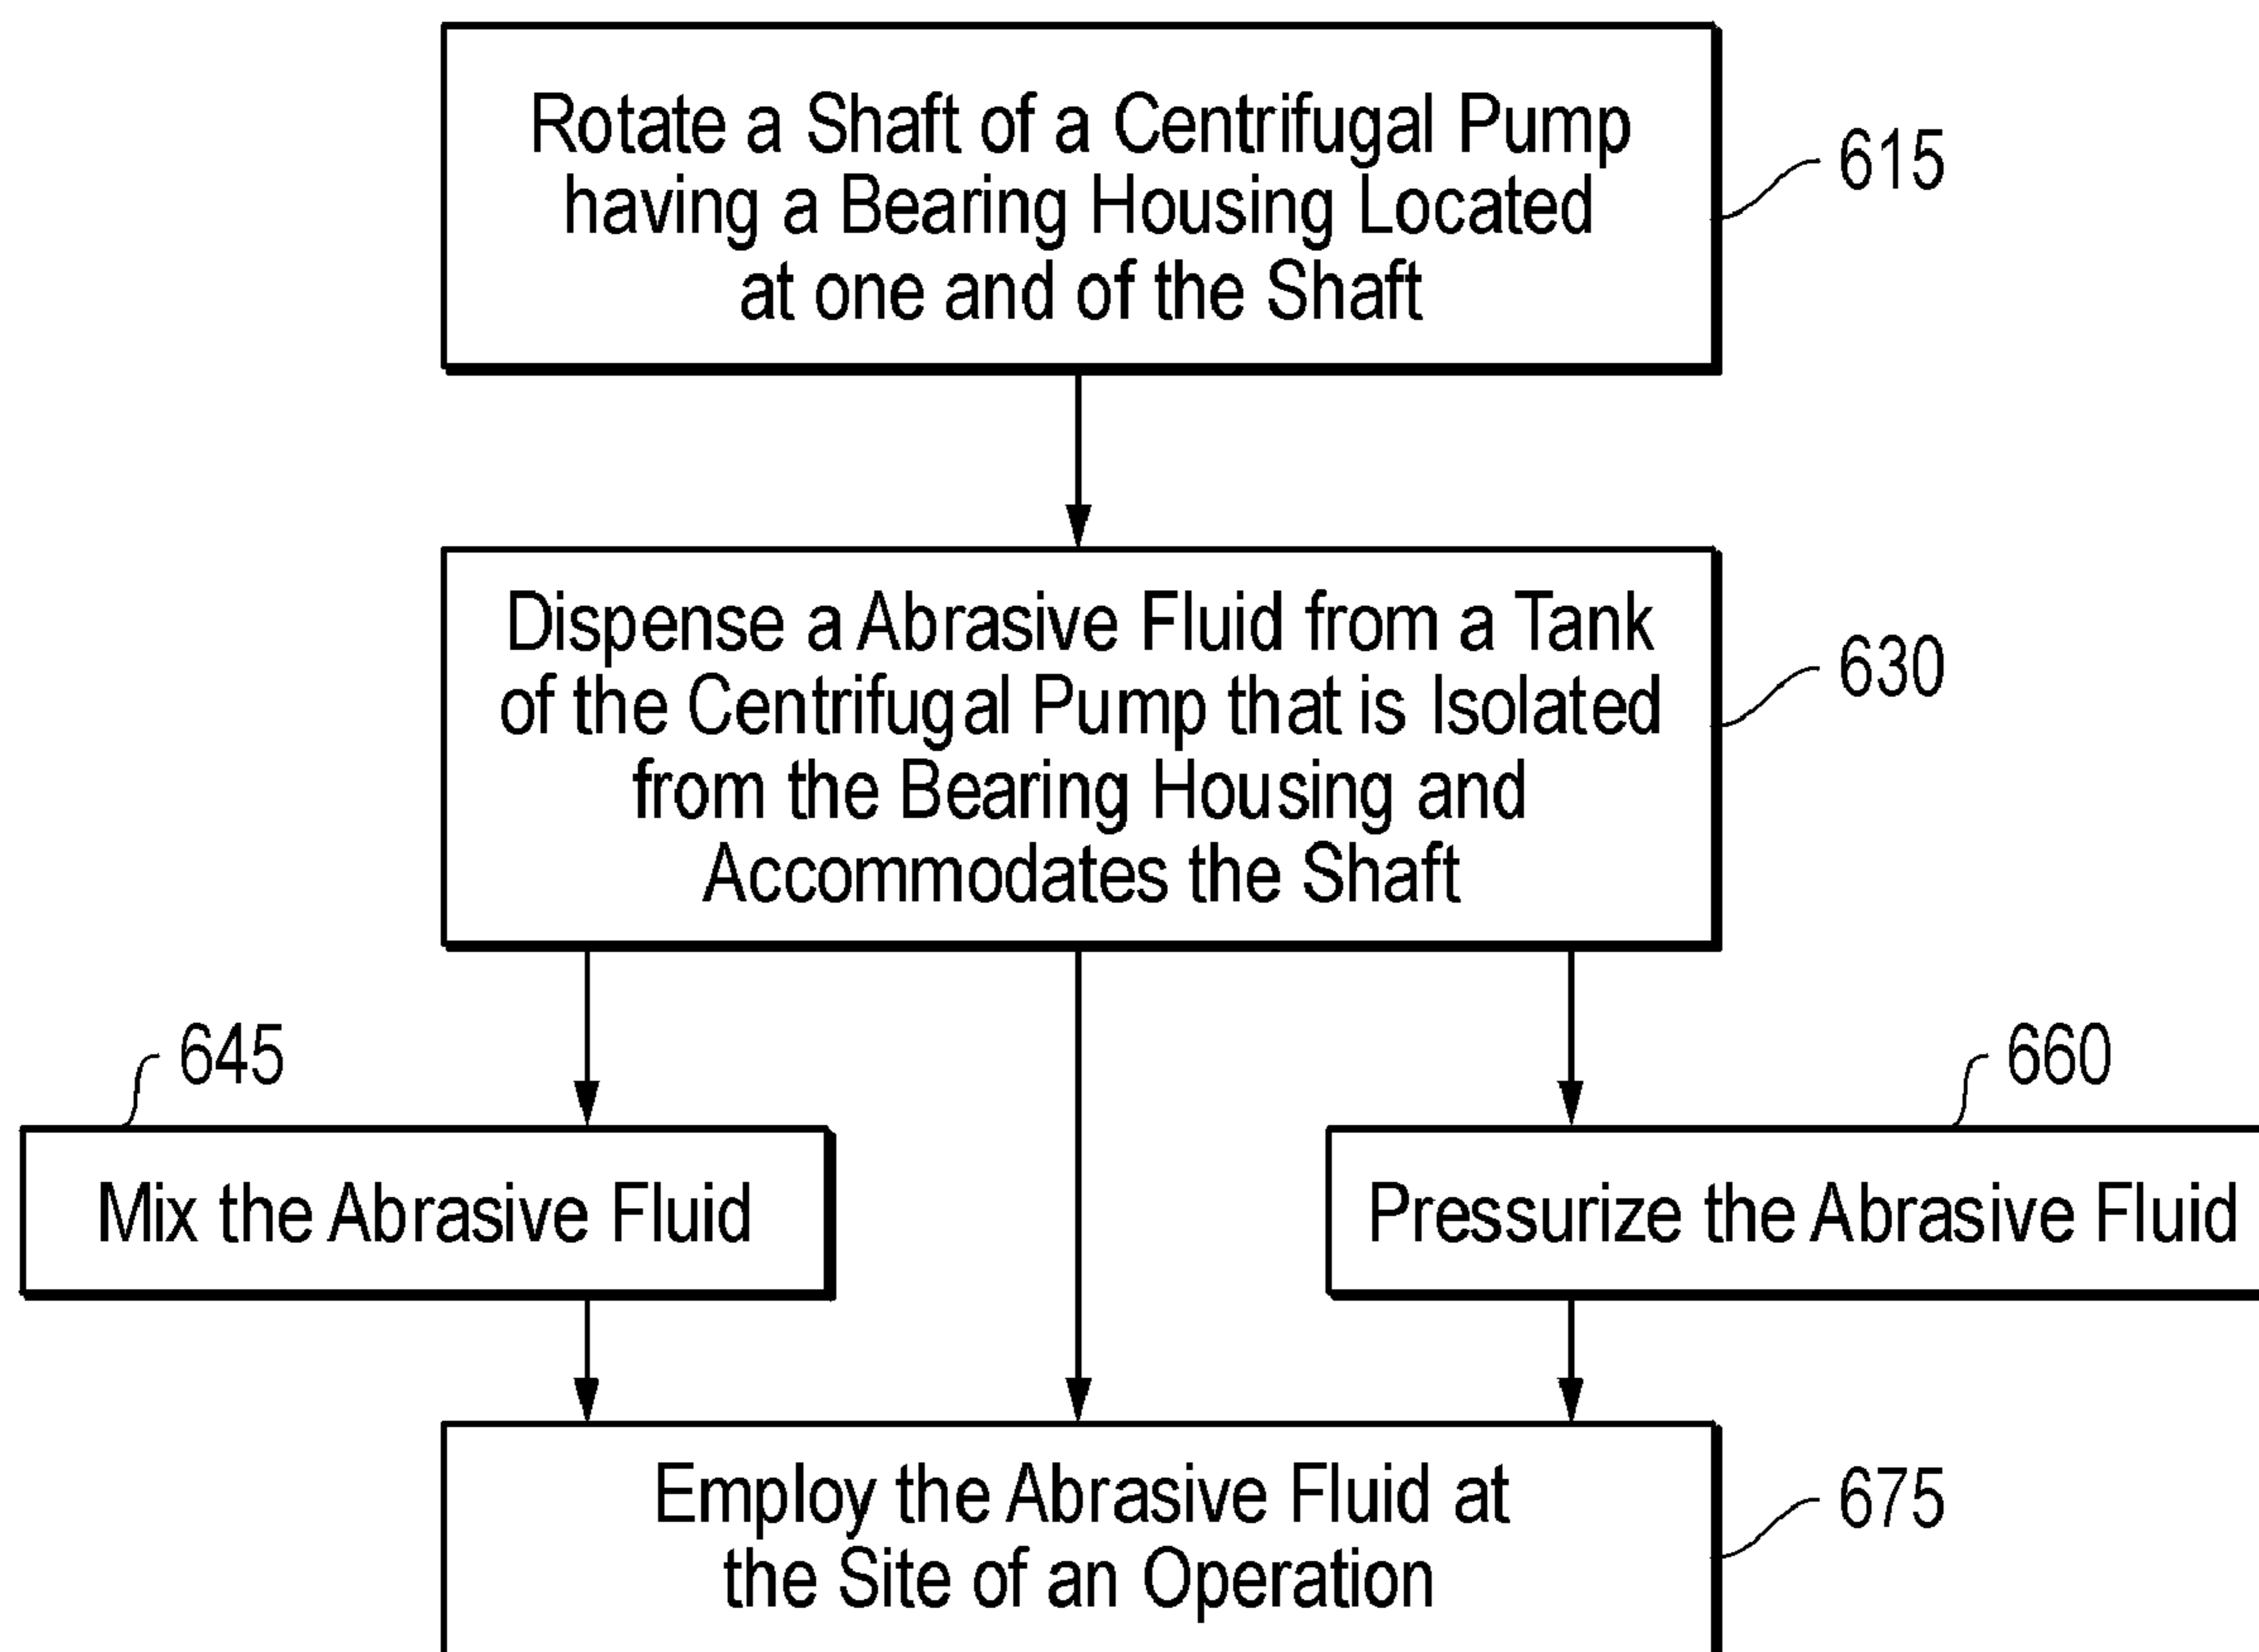 Rotate a Shaft of a Centrifugal Pump
having a Bearing Housing Located
at one and of the Shaft
615
Dispense a Abrasive Fluid from a Tank
of the Centrifugal Pump that is Isolated
from the Bearing Housing and
Accommodates the Shaft
630
645
660
Mix the Abrasive Fluid
Pressurize the Abrasive Fluid
Employ the Abrasive Fluid at
the Site of an Operation
675